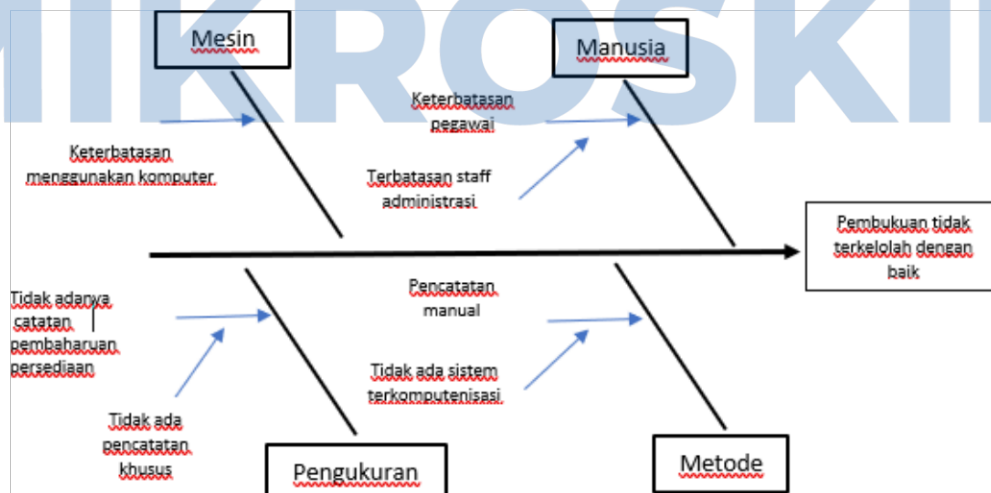 MIKROSKIL
Mesin
Manusia
Keterbatasan
pegawai
Keterbatasan
menggunakan komputer
Terbatasan staff
administrasi
Pembukuan tidak
terkelolah dengan
baik
Tidak adanya
catatan
pembaharuan
persediaan
Pencatatan
manual
Tidak ada sistem
terkomputenisasi
Tidak ada
pencatatan
khusus
Pengukuran
Metode